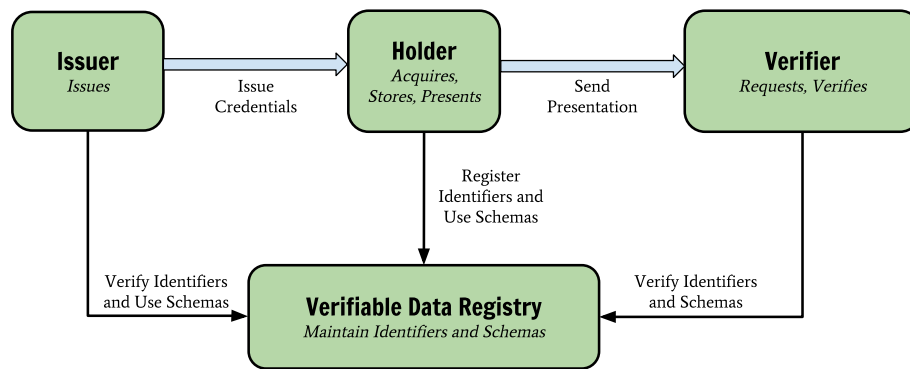 Issuer
Issues
Issue
Credentials
Holder
Acquires,
Stores, Presents
Send
Presentation
Verifier
Requests, Verifies
Register
Identifiers and
Use Schemas
Verify Identifiers
and Use Schemas
Verifiable Data Registry
Maintain Identifiers and Schemas
Verify Identifiers
and Schemas